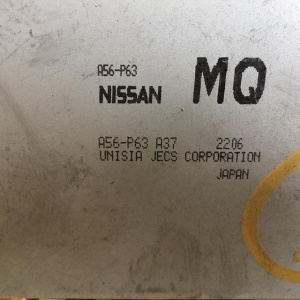 A56-P63
NISSAN MQ
A56-P63 A37 2206
UNISIA JECS CORPORATION
JAPAN